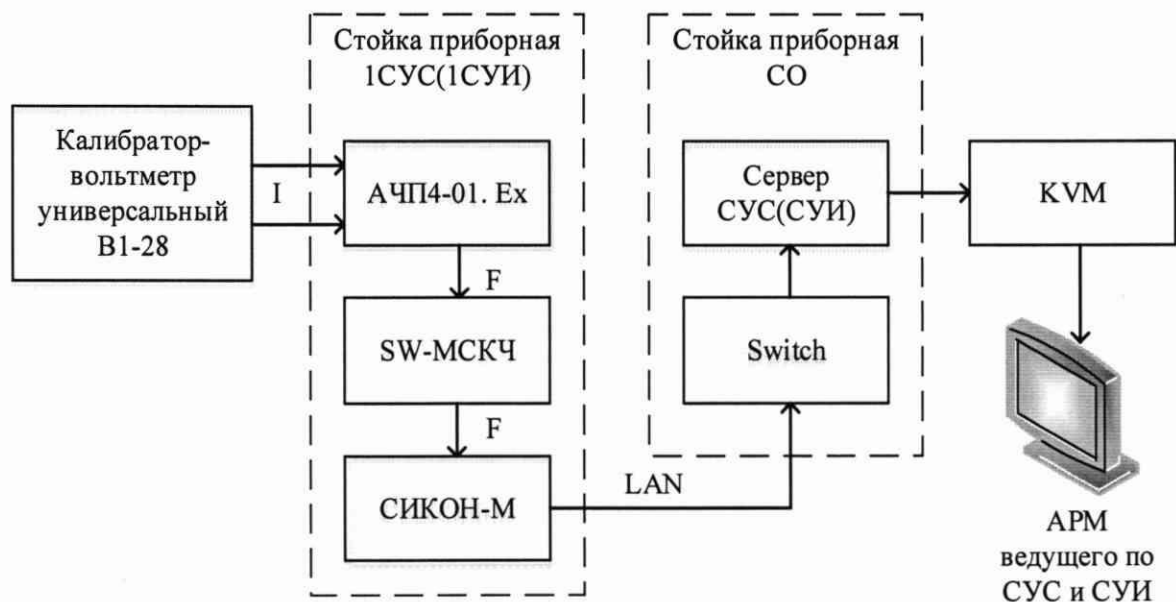 Стойка приборная
1СУС(1СУИ)
Стойка приборная
СО
Калибратор-
вольтметр
универсальный
В1-28
I
АЧП4-01. Ex
F
SW-МСКЧ
F
СИКОН-М
LAN
Сервер
СУС(СУИ)
Switch
KVM
АРМ
ведущего по
СУС и СУИ